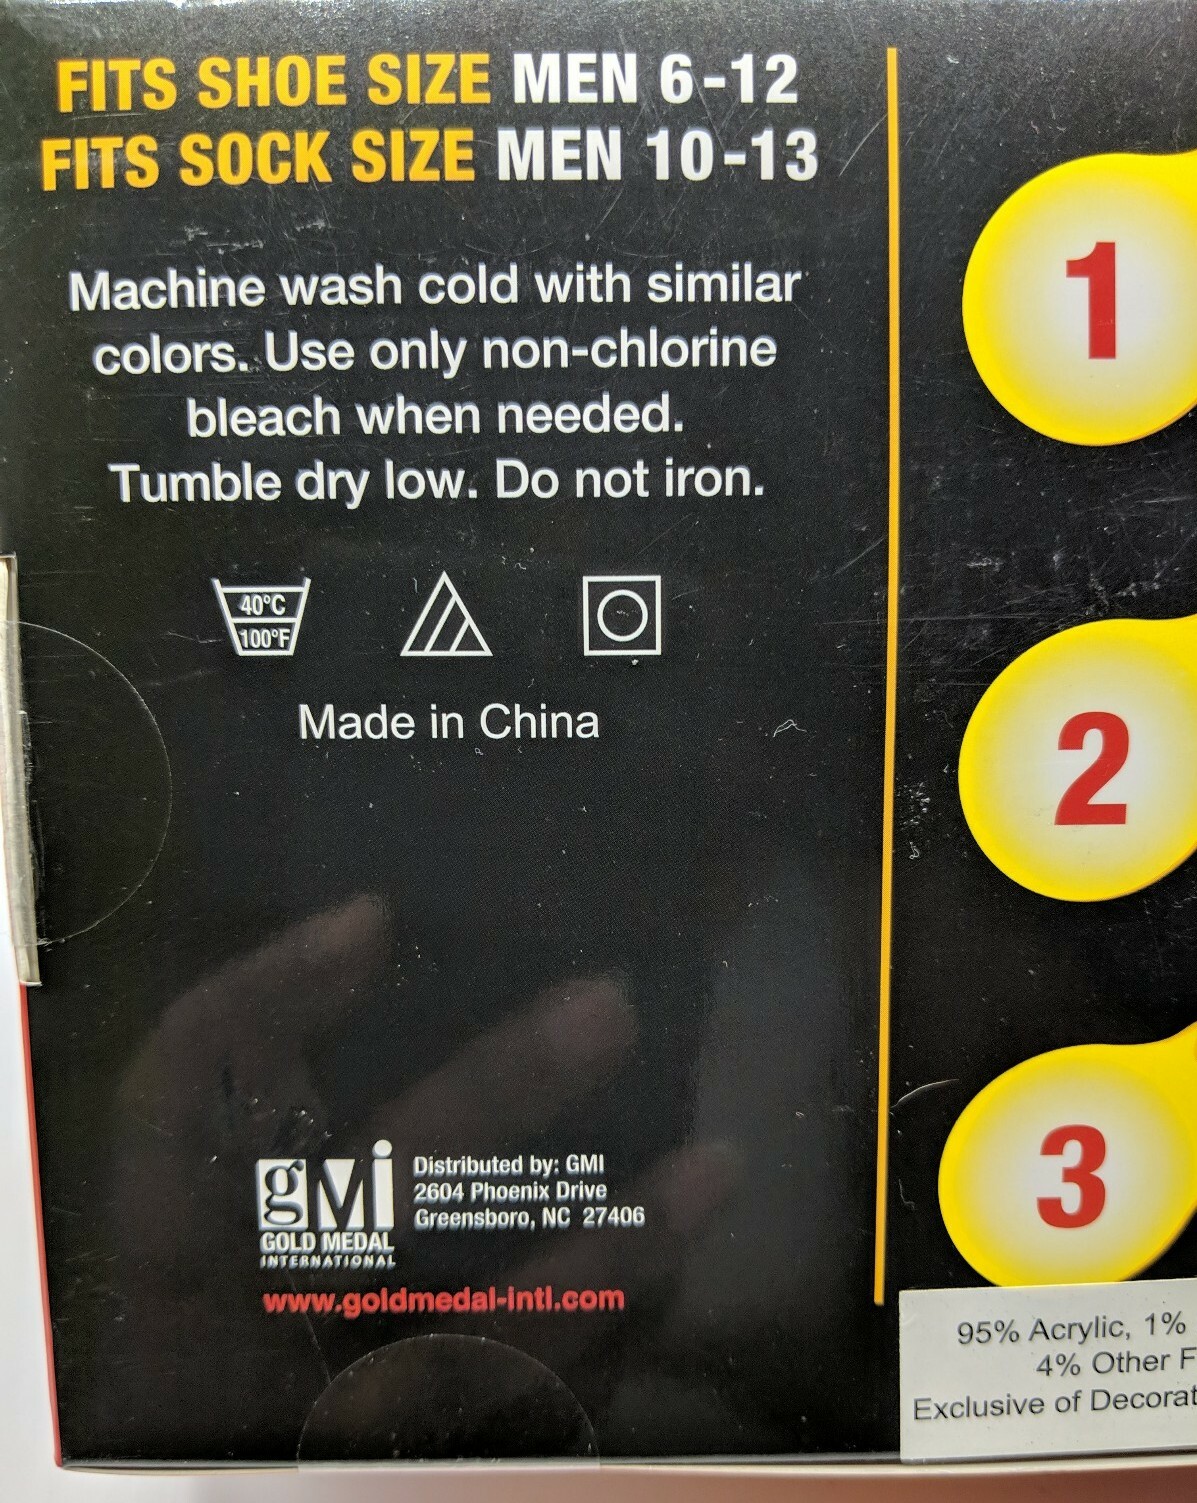 FITS SHOE SIZE MEN 6-12
FITS SOCK SIZE MEN 10-13
Machine wash cold with similar
colors. Use only non-chlorine
bleach when needed.
Tumble dry low. Do not iron.
40°C
100°F
Made in China
gmi
GOLD MEDAL
INTERNATIONAL
Distributed by: GMI
2604 Phoenix Drive
Greensboro, NC 27406
www.goldmedal-intl.com
1
2
3
95% Acrylic, 1%
4% Other F
Exclusive of Decorat